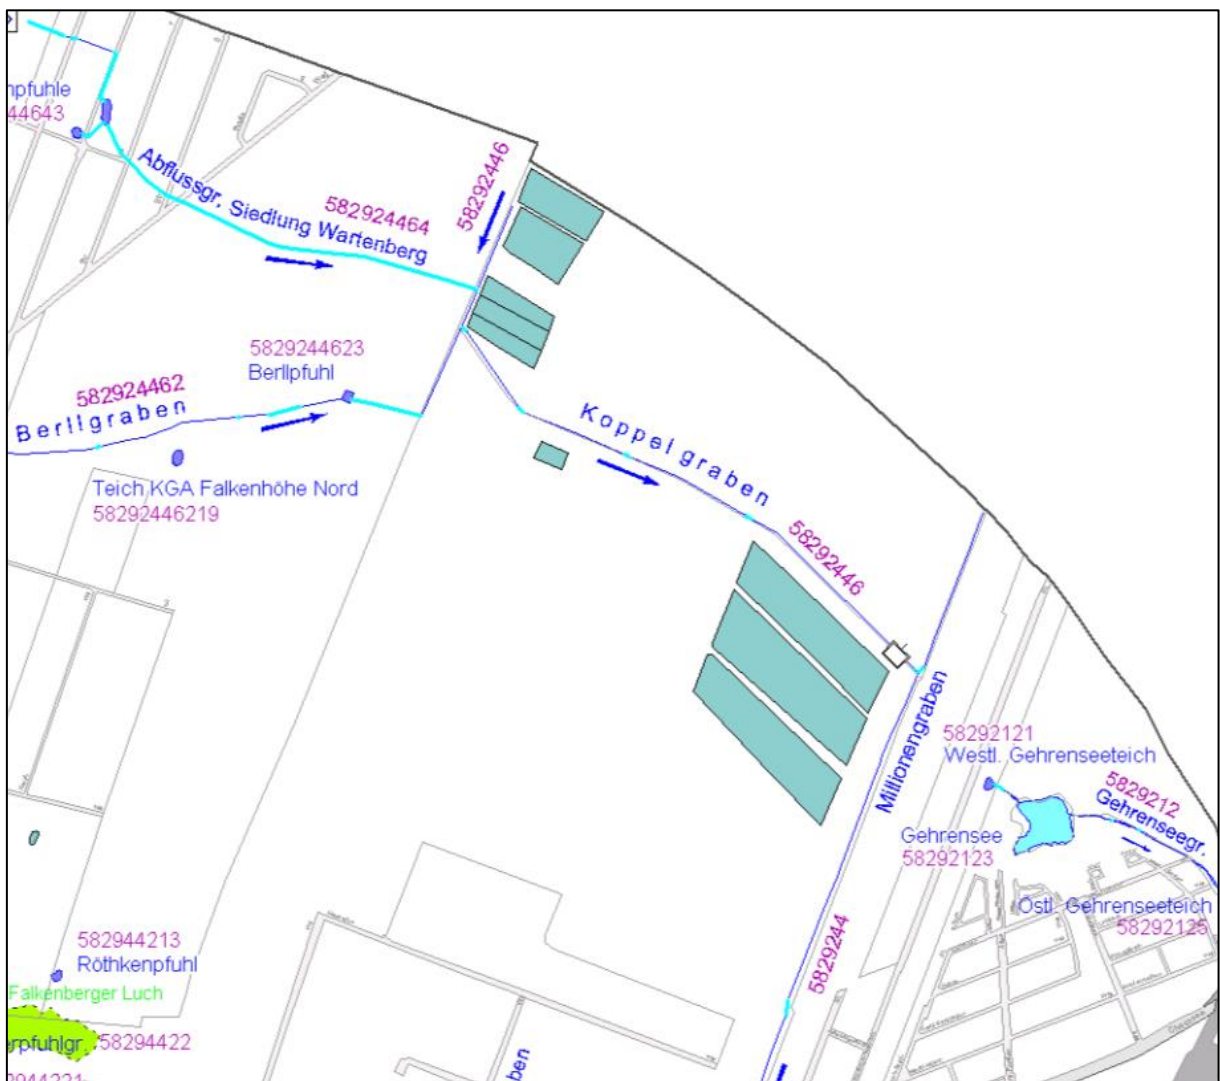 npfuhle
44643
Abflussgr. Siedlung Wartenberg
582924464
58292446
5829244623
Berllpfuhl
582924462
Berllgraben
Teich KGA Falkenhöhe Nord
58292446219
Koppelgraben
58292446
Millionengraben
58292121
Westl. Gehrenseeteich
5829212
Gehrenseegr.
Gehrensee
58292123
Östl. Gehrenseeteich
58292125
5829244
582944213
Röthkenpfuhl
Falkenberger Luch
erpfuhlgr.
58294422
ben